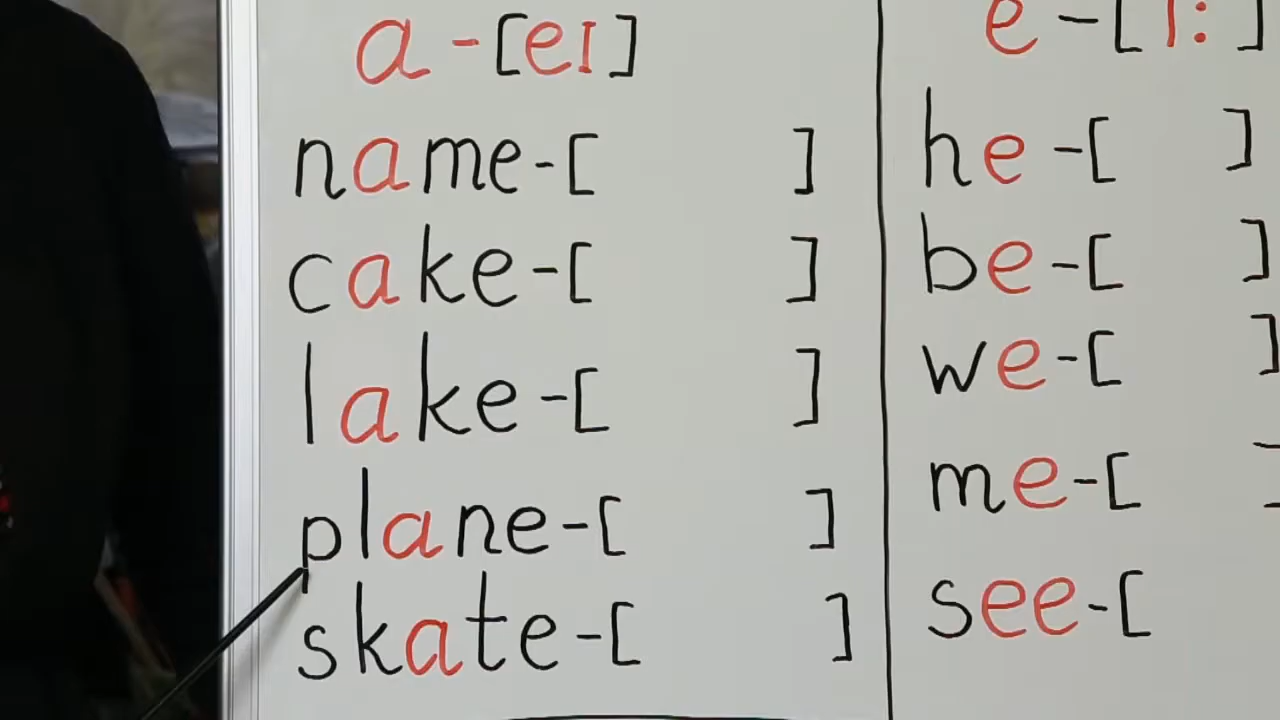 a - [eɪ]
name - [ ]
cake - [ ]
lake - [ ]
plane - [ ]
skate - [ ]
e - [ɪ: ]
he - [ ]
be - [ ]
we - [ ]
me - [ ]
see - [